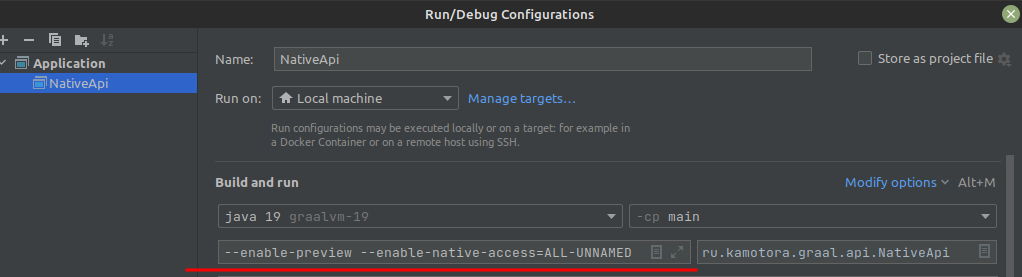 Run/Debug Configurations
Name: NativeApi Store as project file
Application
NativeApi
Run on: Local machine Manage targets...
Run configurations may be executed locally or on a target: for example in
a Docker Container or on a remote host using SSH.
Build and run Modify options Alt+M
java 19 graalvm-19 -cp main
--enable-preview --enable-native-access=ALL-UNNAMED ru.kamotora.graal.api.NativeApi